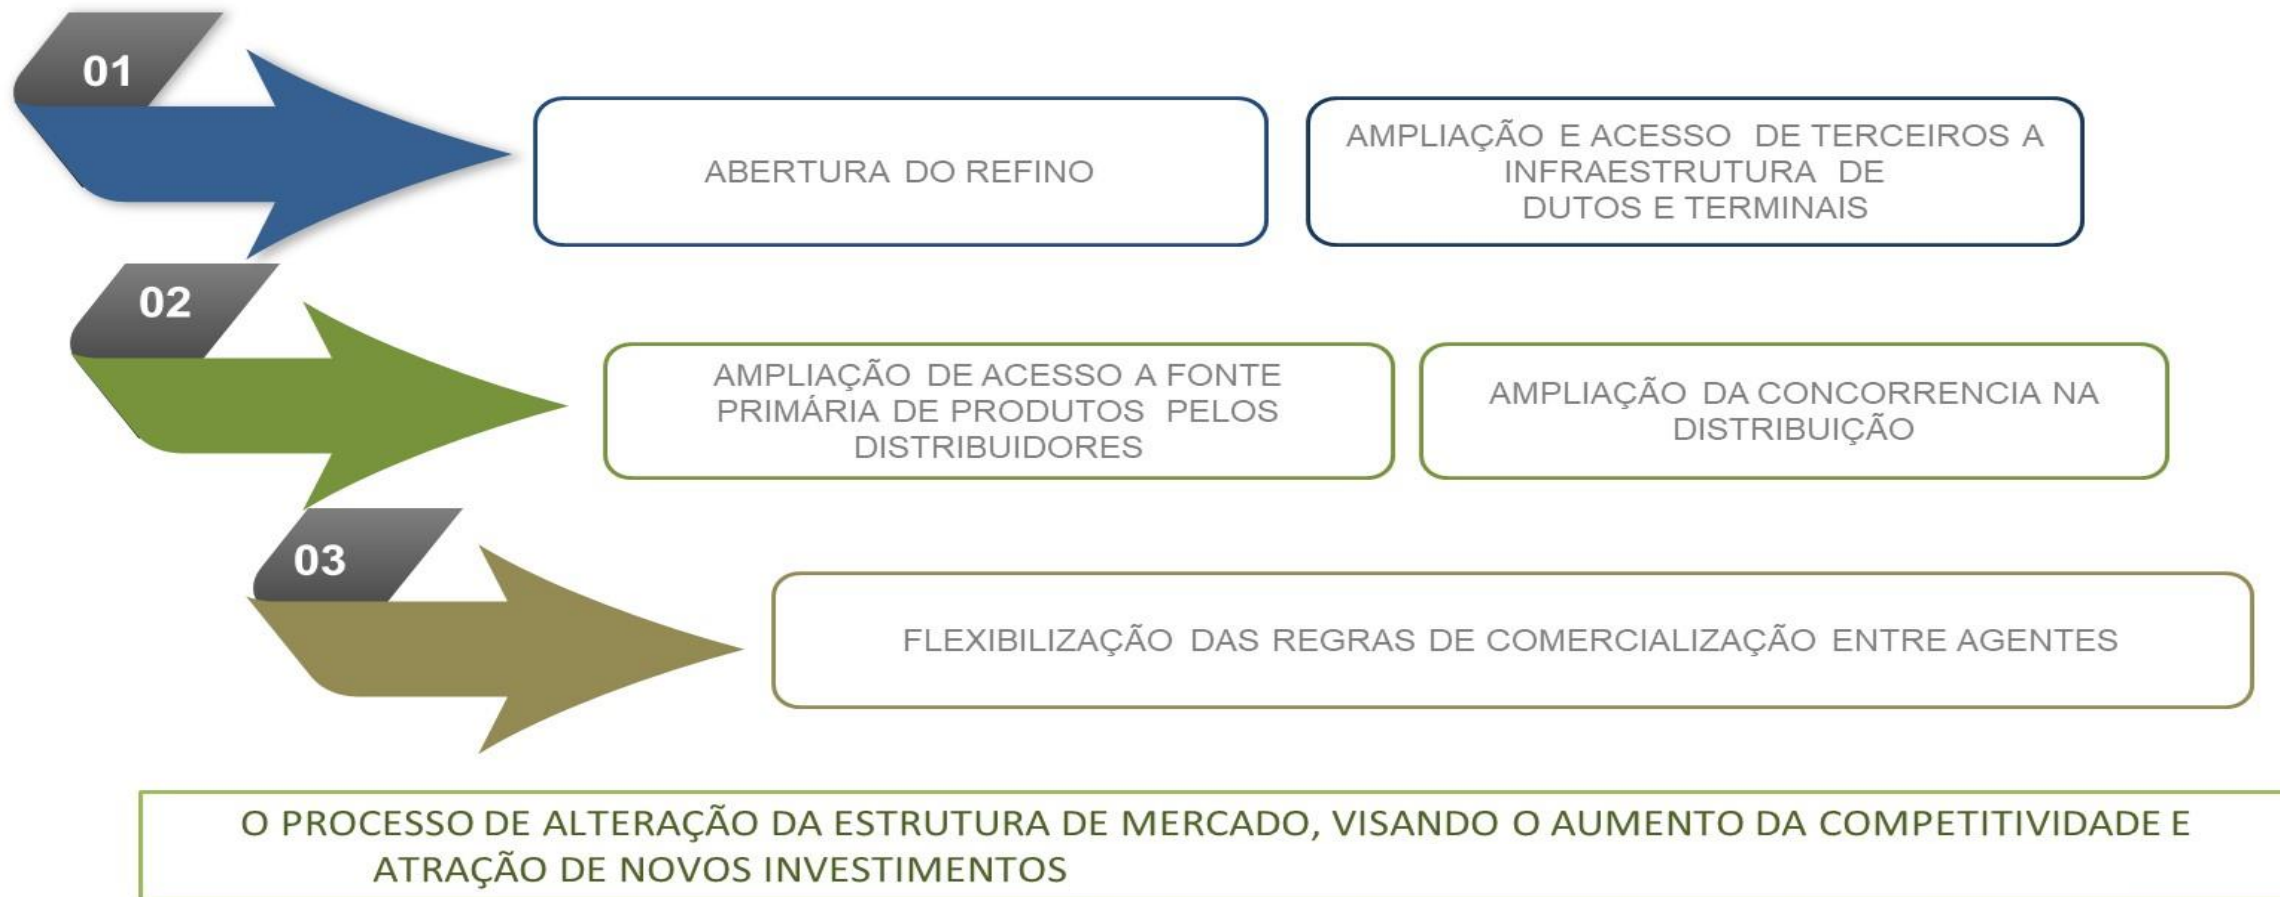 01
ABERTURA DO REFINO
AMPLIAÇÃO E ACESSO DE TERCEIROS A
INFRAESTRUTURA DE
DUTOS E TERMINAIS
02
AMPLIAÇÃO DE ACESSO A FONTE
PRIMÁRIA DE PRODUTOS PELOS
DISTRIBUIDORES
AMPLIAÇÃO DA CONCORRENCIA NA
DISTRIBUIÇÃO
03
FLEXIBILIZAÇÃO DAS REGRAS DE COMERCIALIZAÇÃO ENTRE AGENTES
O PROCESSO DE ALTERAÇÃO DA ESTRUTURA DE MERCADO, VISANDO O AUMENTO DA COMPETITIVIDADE E
ATRAÇÃO DE NOVOS INVESTIMENTOS